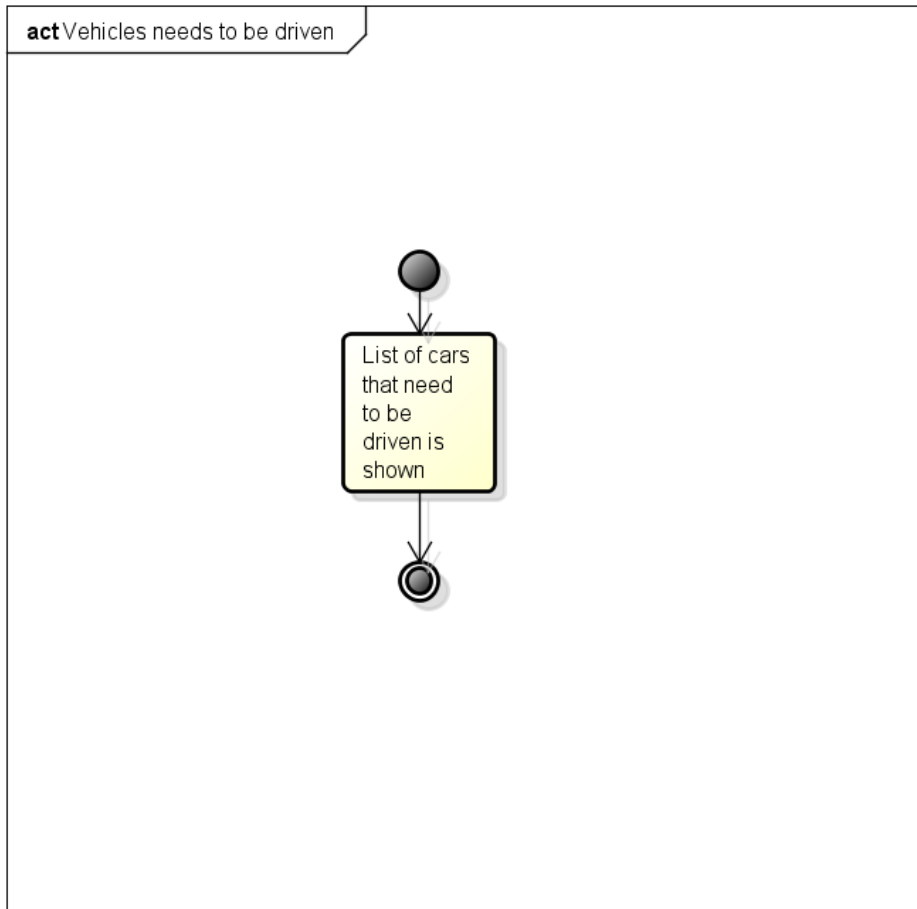 act Vehicles needs to be driven
List of cars
that need
to be
driven is
shown